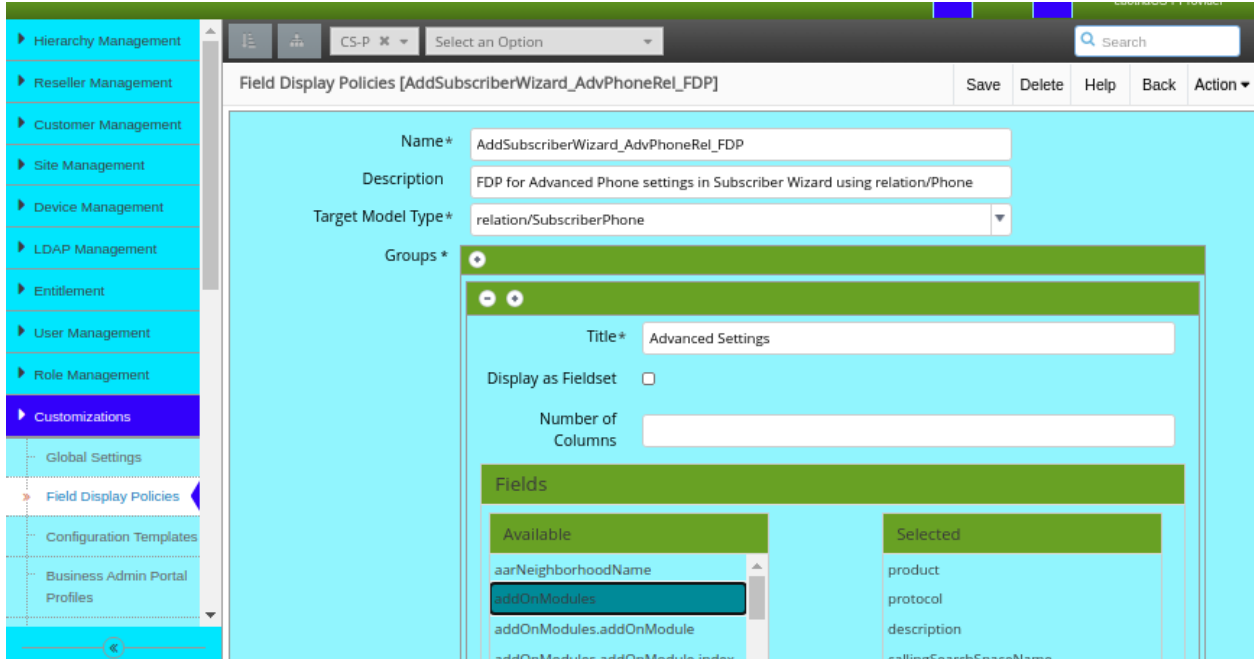 Hierarchy Management
Reseller Management
Customer Management
Site Management
Device Management
LDAP Management
Entitlement
User Management
Role Management
Customizations
Global Settings
Field Display Policies
Configuration Templates
Business Admin Portal
Profiles
CS-P
Select an Option
Search
Field Display Policies [AddSubscriberWizard_AdvPhoneRel_FDP]
Save Delete Help Back Action
Name* AddSubscriberWizard_AdvPhoneRel_FDP
Description FDP for Advanced Phone settings in Subscriber Wizard using relation/Phone
Target Model Type* relation/SubscriberPhone
Groups *
Title* Advanced Settings
Display as Fieldset
Number of
Columns
Fields
Available
aarNeighborhoodName
addOnModules
addOnModules.addOnModule
addOnModules.addOnModule.index
Selected
product
protocol
description
callingSearchSpaceName